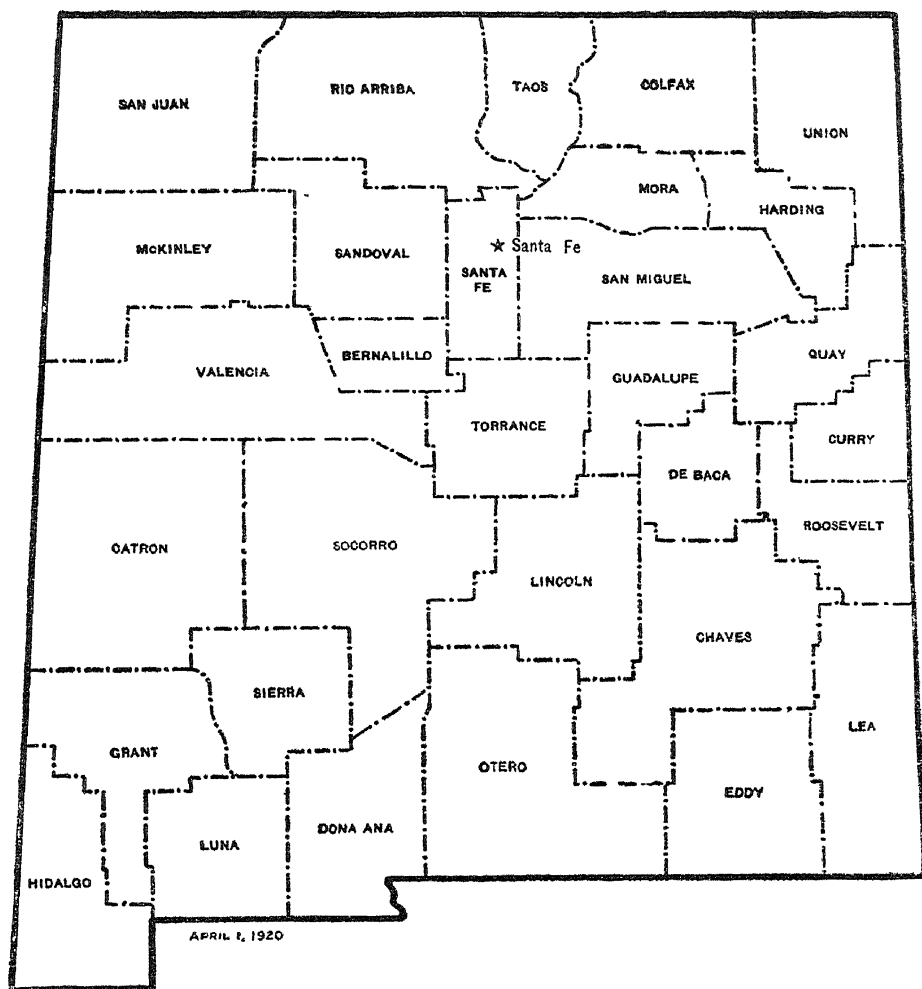 SAN JUAN
RIO ARRIBA
TAOS
COLFAX
UNION
MORA
HARDING
McKINLEY
SANDOVAL
Santa Fe
SANTA
FE
SAN MIGUEL
BERNALILLO
VALENCIA
GUADALUPE
QUAY
TORRANCE
CURRY
DE BACA
CATRON
SOCORRO
ROOSEVELT
LINCOLN
CHAVES
SIERRA
LEA
GRANT
OTERO
EDDY
LUNA
DONA ANA
HIDALGO
APRIL 1, 1920